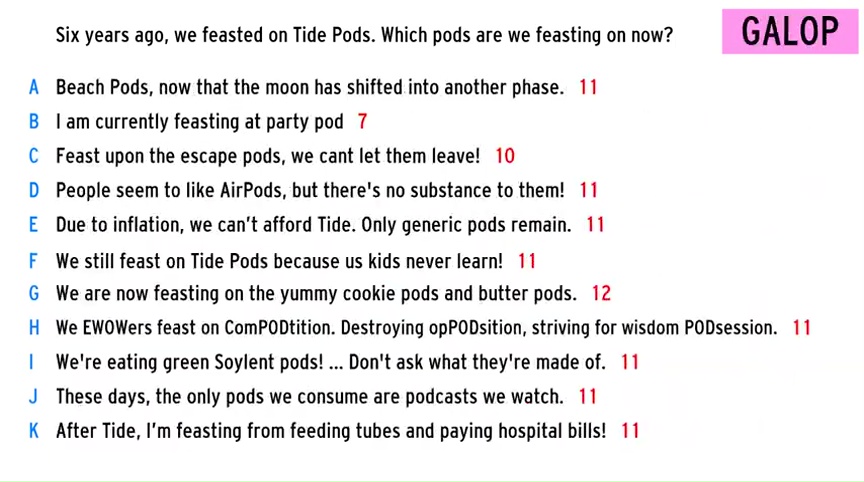 Six years ago, we feasted on Tide Pods. Which pods are we feasting on now?
GALOP
A Beach Pods, now that the moon has shifted into another phase. 11
B I am currently feasting at party pod 7
C Feast upon the escape pods, we cant let them leave! 10
D People seem to like AirPods, but there's no substance to them! 11
E Due to inflation, we can't afford Tide. Only generic pods remain. 11
F We still feast on Tide Pods because us kids never learn! 11
G We are now feasting on the yummy cookie pods and butter pods. 12
H We EWOWers feast on ComPODtition. Destroying opPODsition, striving for wisdom PODsession. 11
I We're eating green Soylent pods! ... Don't ask what they're made of. 11
J These days, the only pods we consume are podcasts we watch. 11
K After Tide, I'm feasting from feeding tubes and paying hospital bills! 11